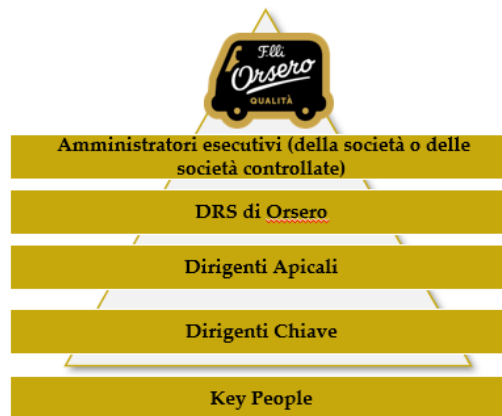 F.lli
Orsero
QUALITÀ
Amministratori esecutivi (della società o delle
società controllate)
DRS di Orsero
Dirigenti Apicali
Dirigenti Chiave
Key People